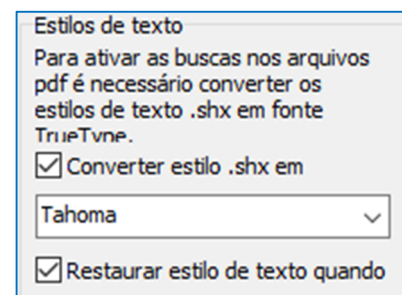 Estilos de texto
Para ativar as buscas nos arquivos
pdf é necessário converter os
estilos de texto .shx em fonte
TrueType.
Converter estilo .shx em
Tahoma
Restaurar estilo de texto quando